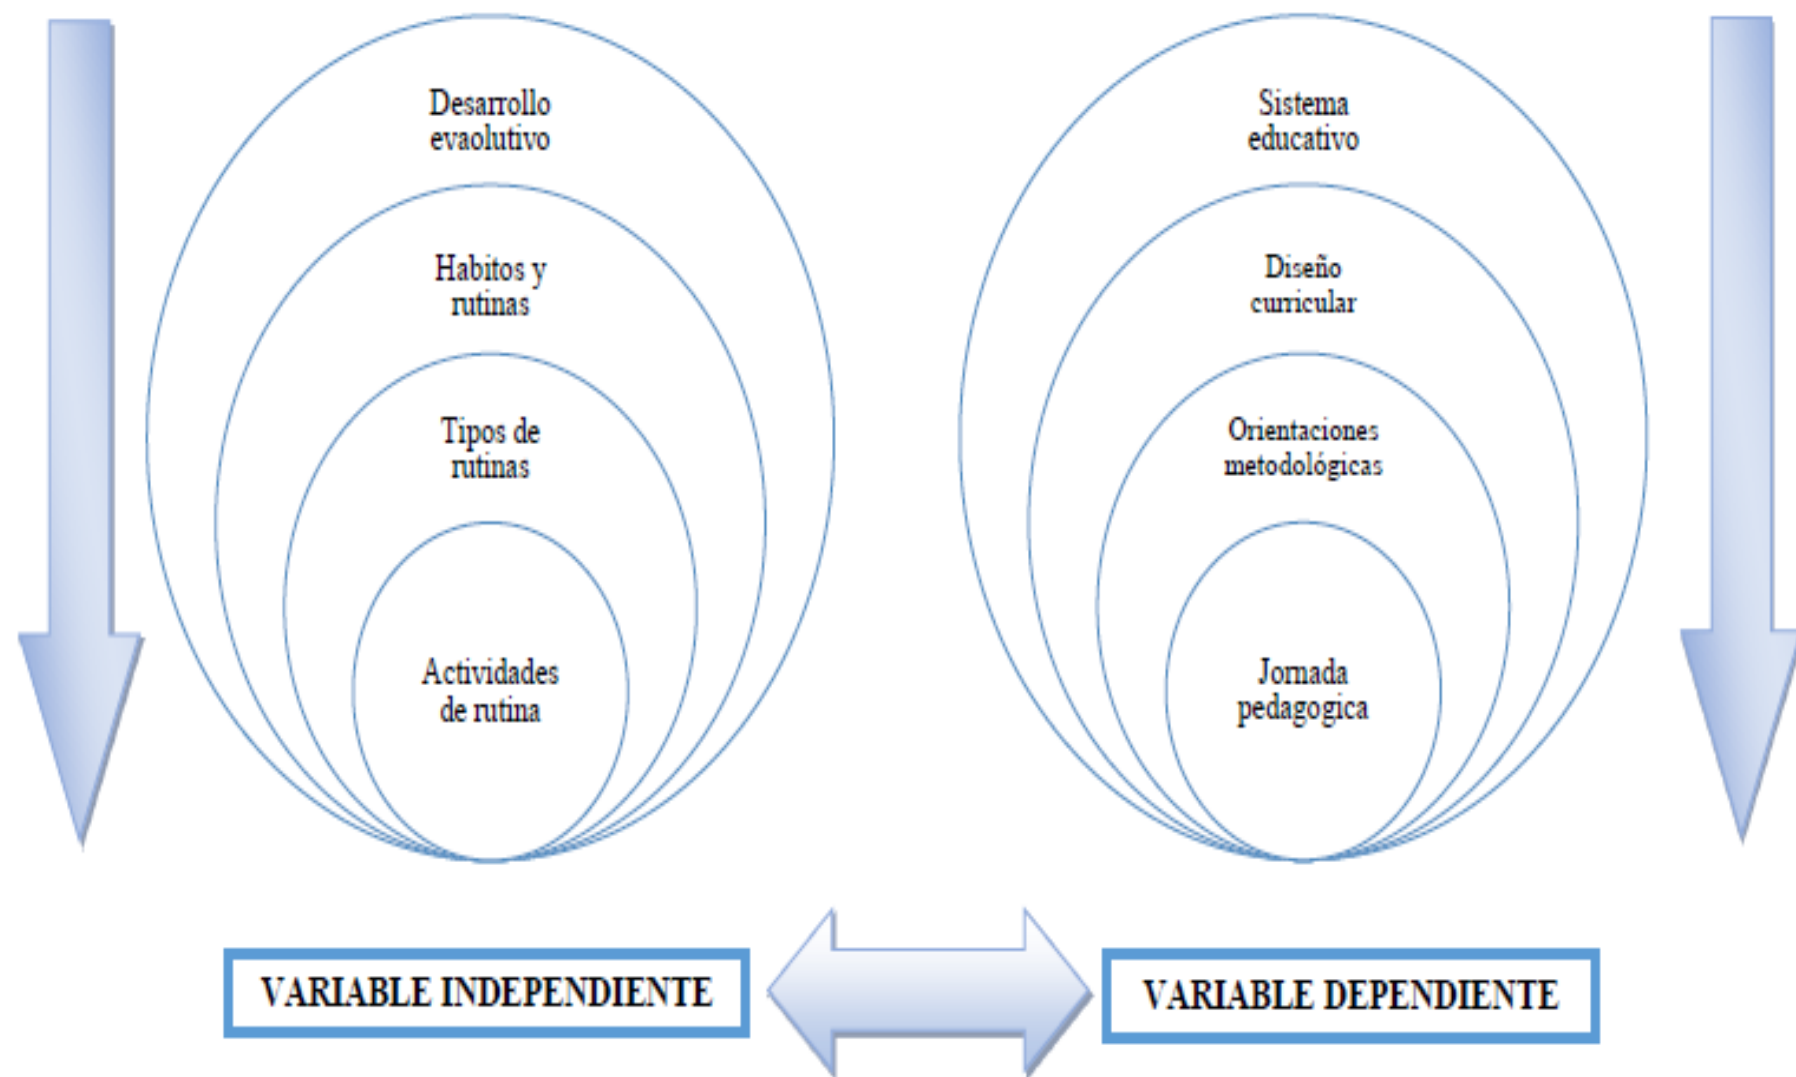 Desarrollo
evaolutivo
Habitos y
rutinas
Tipos de
rutinas
Actividades
de rutina
Sistema
educativo
Diseño
curricular
Orientaciones
metodológicas
Jornada
pedagogica
VARIABLE INDEPENDIENTE
VARIABLE DEPENDIENTE